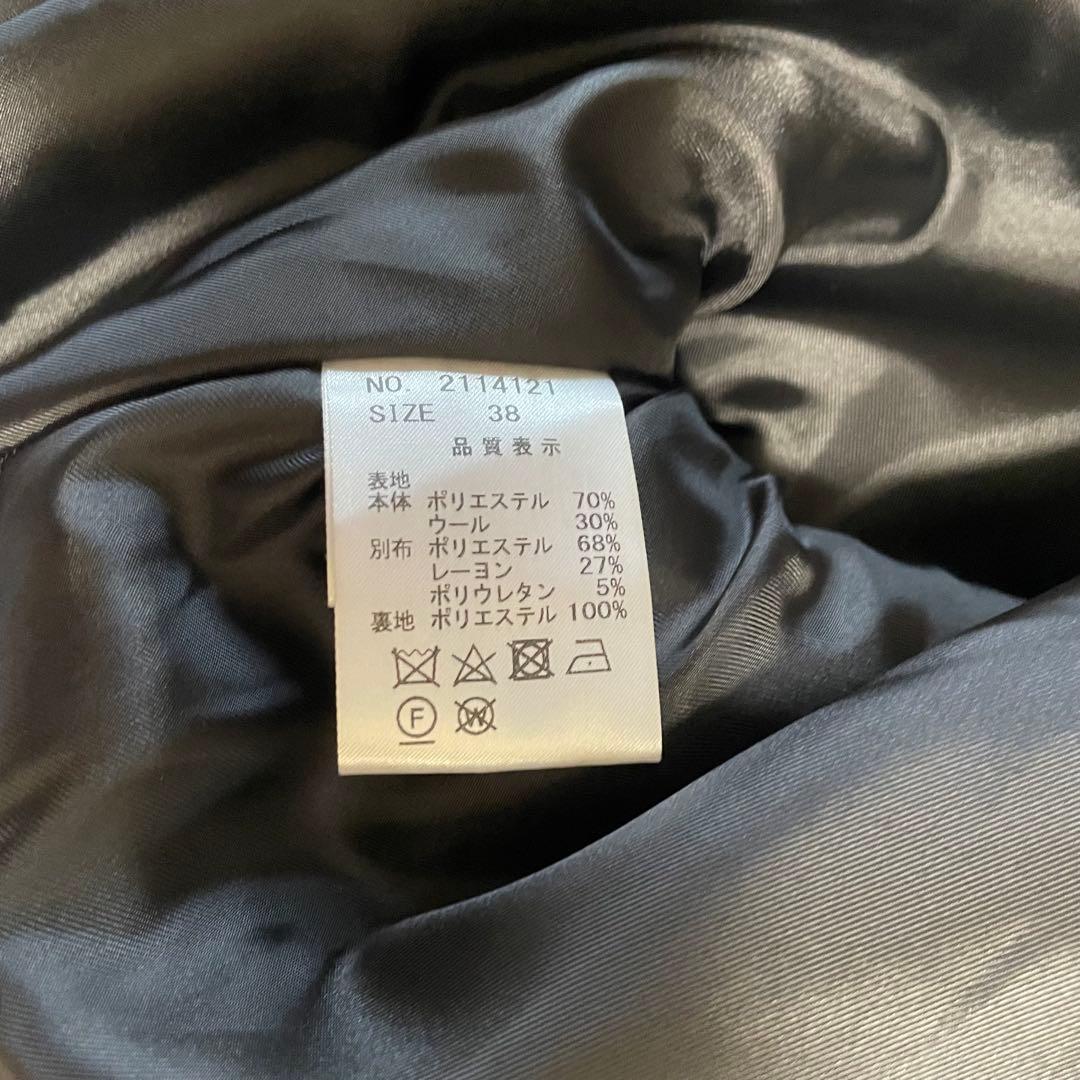 NO. 2114121
SIZE 38
品質表示
表地
本体 ポリエステル 70%
ウール 30%
別布 ポリエステル 68%
レーヨン 27%
ポリウレタン 5%
裏地 ポリエステル 100%
F W